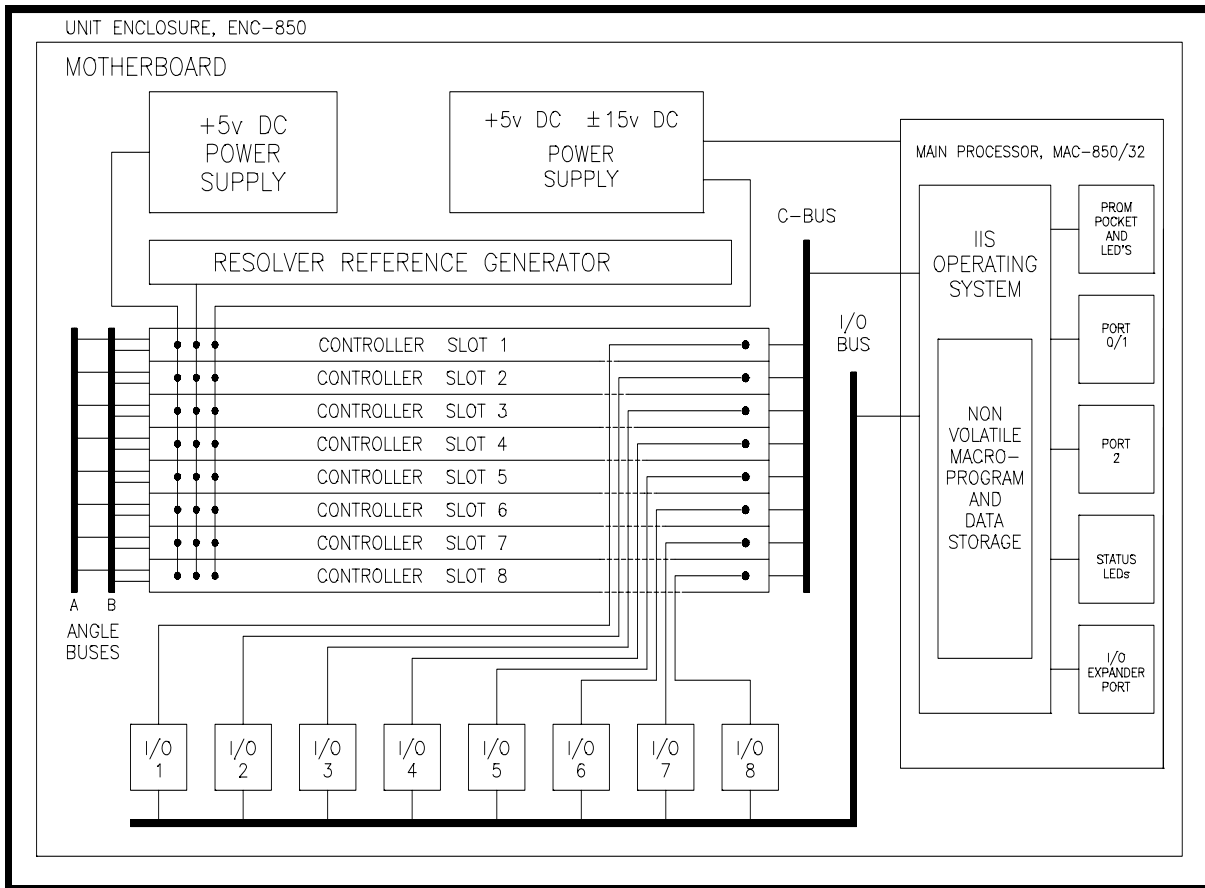 UNIT ENCLOSURE, ENC-850
MOTHERBOARD
+5v DC
POWER
SUPPLY
+5v DC ±15v DC
POWER
SUPPLY
RESOLVER REFERENCE GENERATOR
CONTROLLER SLOT 1
CONTROLLER SLOT 2
CONTROLLER SLOT 3
CONTROLLER SLOT 4
CONTROLLER SLOT 5
CONTROLLER SLOT 6
CONTROLLER SLOT 7
CONTROLLER SLOT 8
A B
ANGLE
BUSES
C-BUS
I/O
BUS
MAIN PROCESSOR, MAC-850/32
IIS
OPERATING
SYSTEM
NON
VOLATILE
MACRO-
PROGRAM
AND
DATA
STORAGE
PROM
POCKET
AND
LED'S
PORT
0/1
PORT
2
STATUS
LEDs
I/O
EXPANDER
PORT
I/O
1
I/O
2
I/O
3
I/O
4
I/O
5
I/O
6
I/O
7
I/O
8